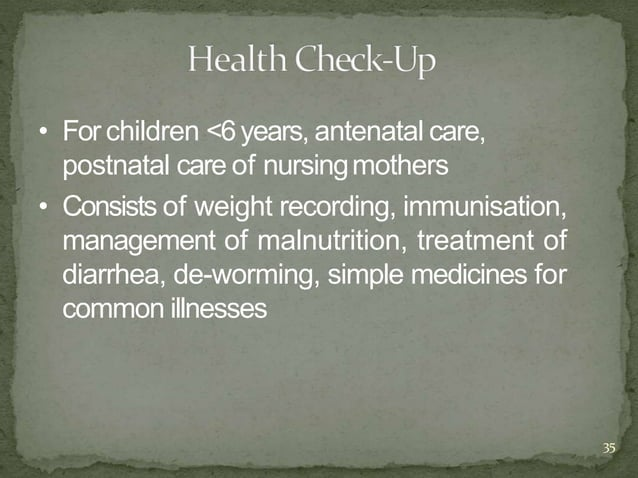 Health Check-Up
• For children <6 years, antenatal care,
postnatal care of nursing mothers
• Consists of weight recording, immunisation,
management of malnutrition, treatment of
diarrhea, de-worming, simple medicines for
common illnesses
35